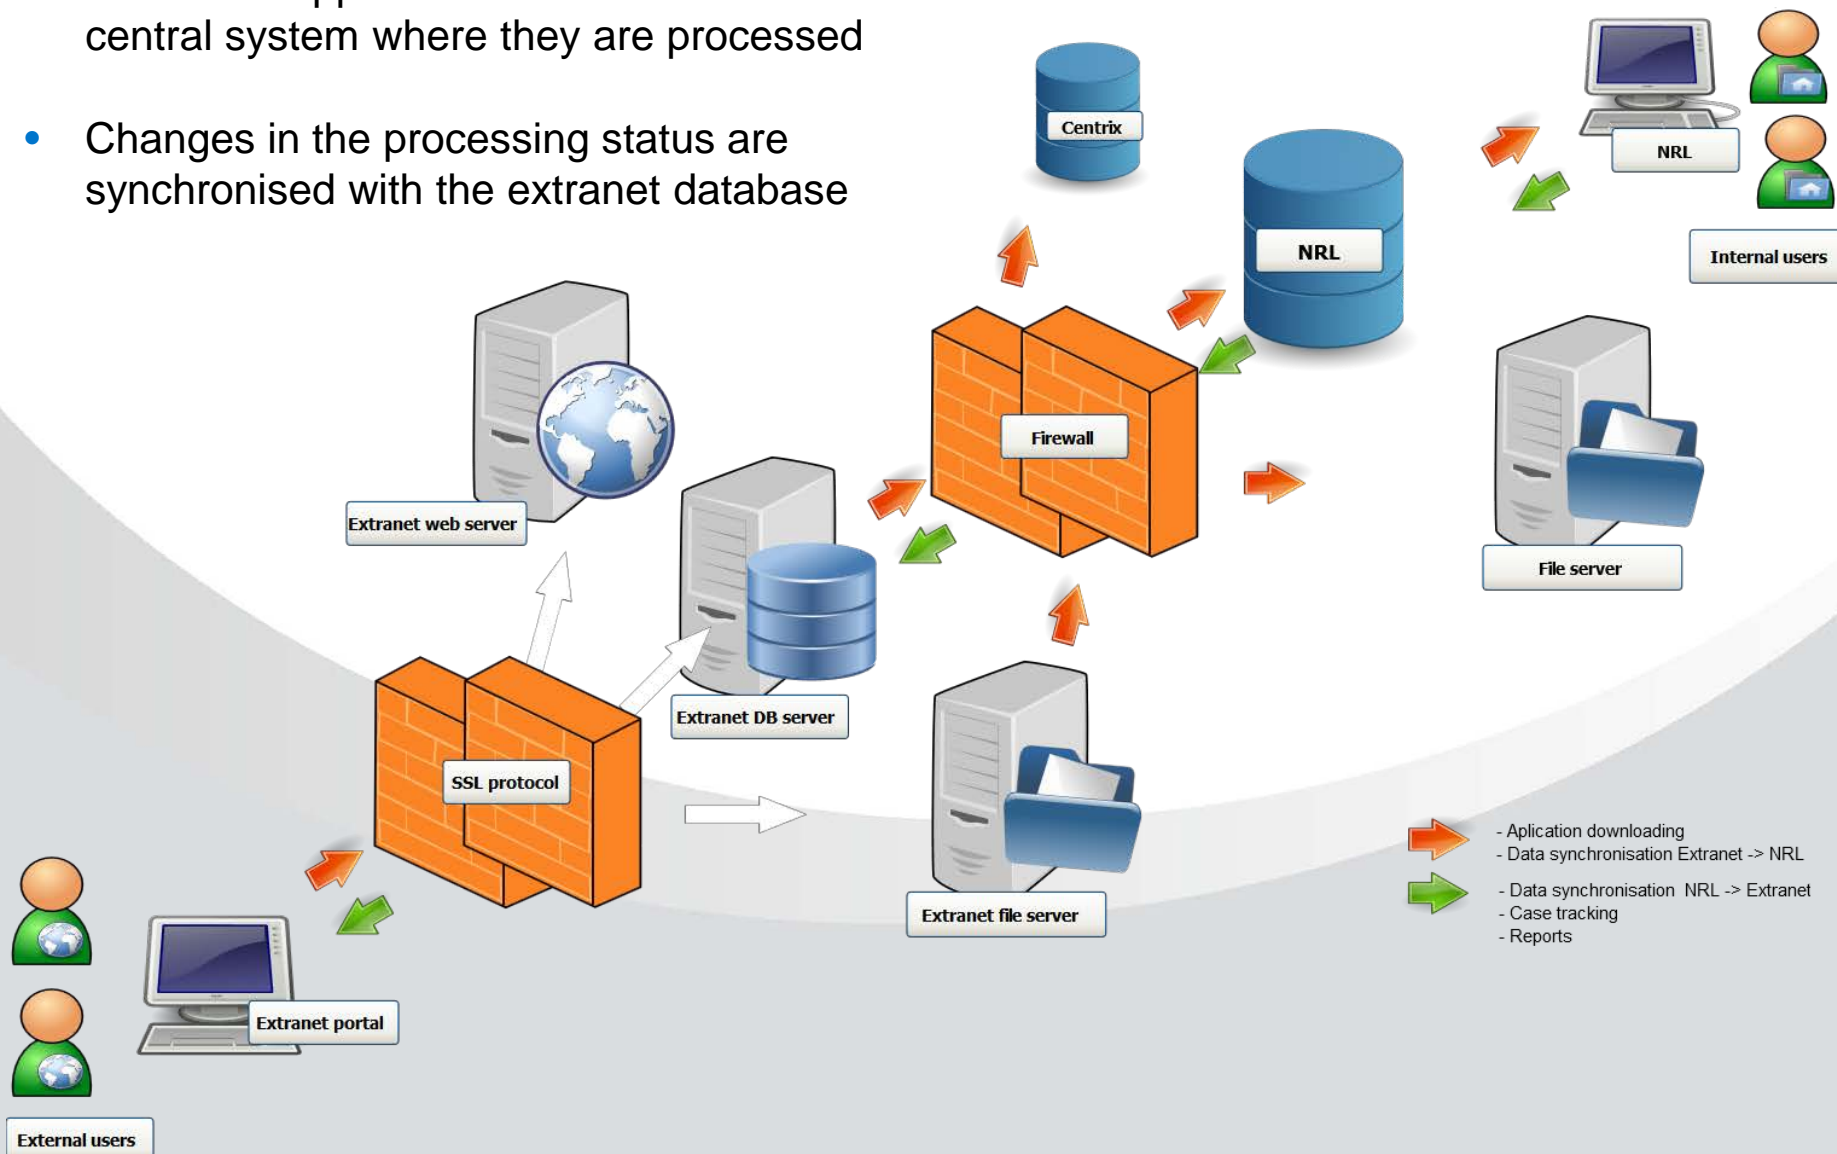 central system where they are processed
• Changes in the processing status are
synchronised with the extranet database
Centrix
NRL
NRL
Internal users
Firewall
Extranet web server
File server
Extranet DB server
SSL protocol
Extranet file server
- Aplication downloading
- Data synchronisation Extranet -> NRL
- Data synchronisation NRL -> Extranet
- Case tracking
- Reports
Extranet portal
External users